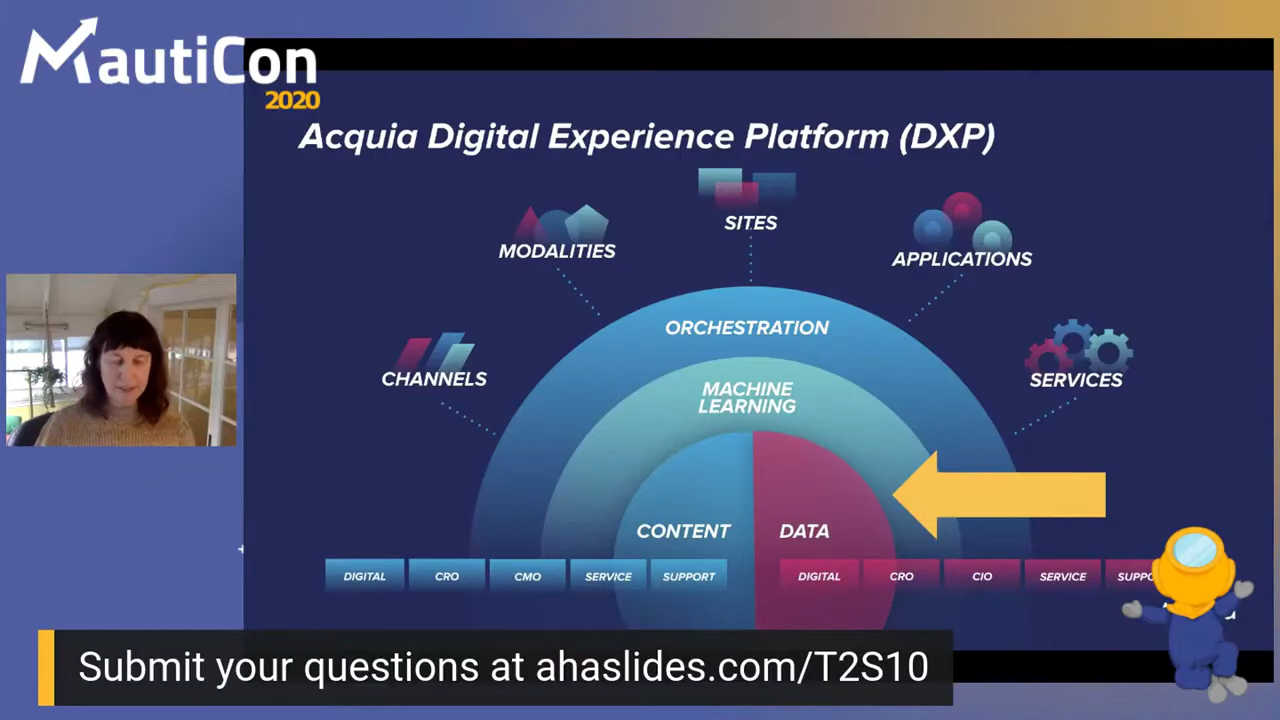 MautiCon
2020
Acquia Digital Experience Platform (DXP)
SITES
MODALITIES
APPLICATIONS
ORCHESTRATION
CHANNELS
SERVICES
MACHINE
LEARNING
CONTENT
DATA
DIGITAL
CRO
CMO
SERVICE
SUPPORT
DIGITAL
CRO
CIO
SERVICE
SUPPO
Submit your questions at ahaslides.com/T2S10